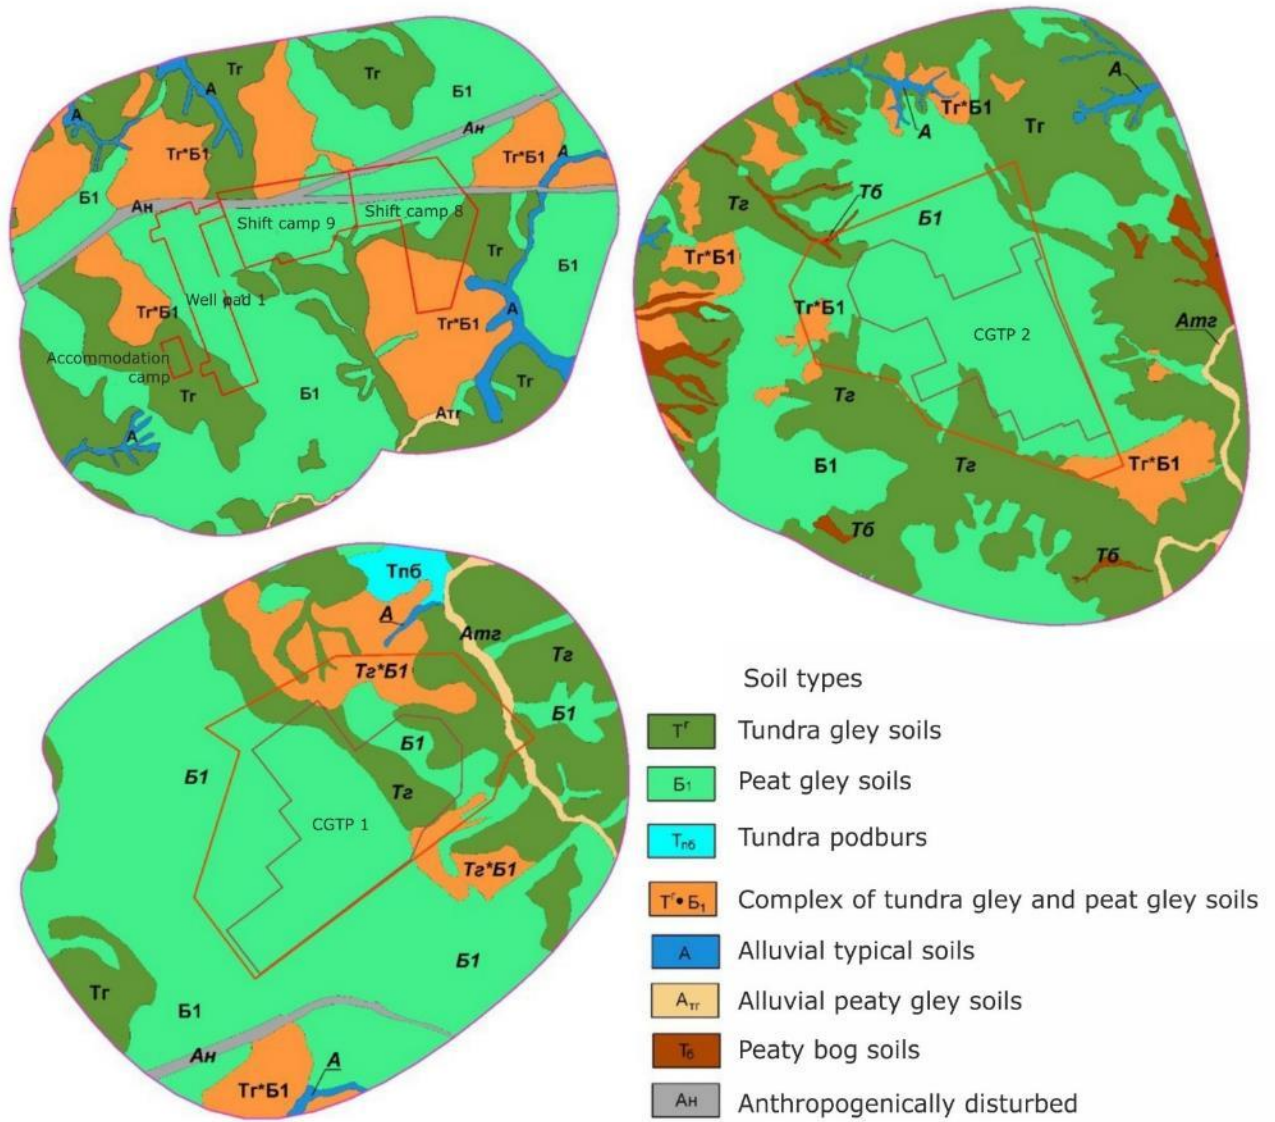 Тг
Тг
А
Б1
А
Ан
Тг*Б1
Тг*Б1
А
Б1
Ан
Shift camp 9
Shift camp 8
Тг
Б1
Well pad 1
Тг*Б1
Тг*Б1
А
Accommodation
camp
Тг
Б1
Тг
Атг
А
А
Тг*Б1
А
Тг
Тг
Тб
Б1
Тг*Б1
Тг*Б1
Атг
CGTP 2
Тг
Б1
Тг
Тг*Б1
Тб
Тб
Тпб
А
Атг
Тг
Тг*Б1
Б1
Б1
Б1
Тг
CGTP 1
Тг*Б1
Б1
Тг
Б1
Ан
А
Тг*Б1
Soil types
Тг Tundra gley soils
Б1 Peat gley soils
Тпб Tundra podburs
Тг•Б1 Complex of tundra gley and peat gley soils
А Alluvial typical soils
Атг Alluvial peaty gley soils
Тб Peaty bog soils
Ан Anthropogenically disturbed